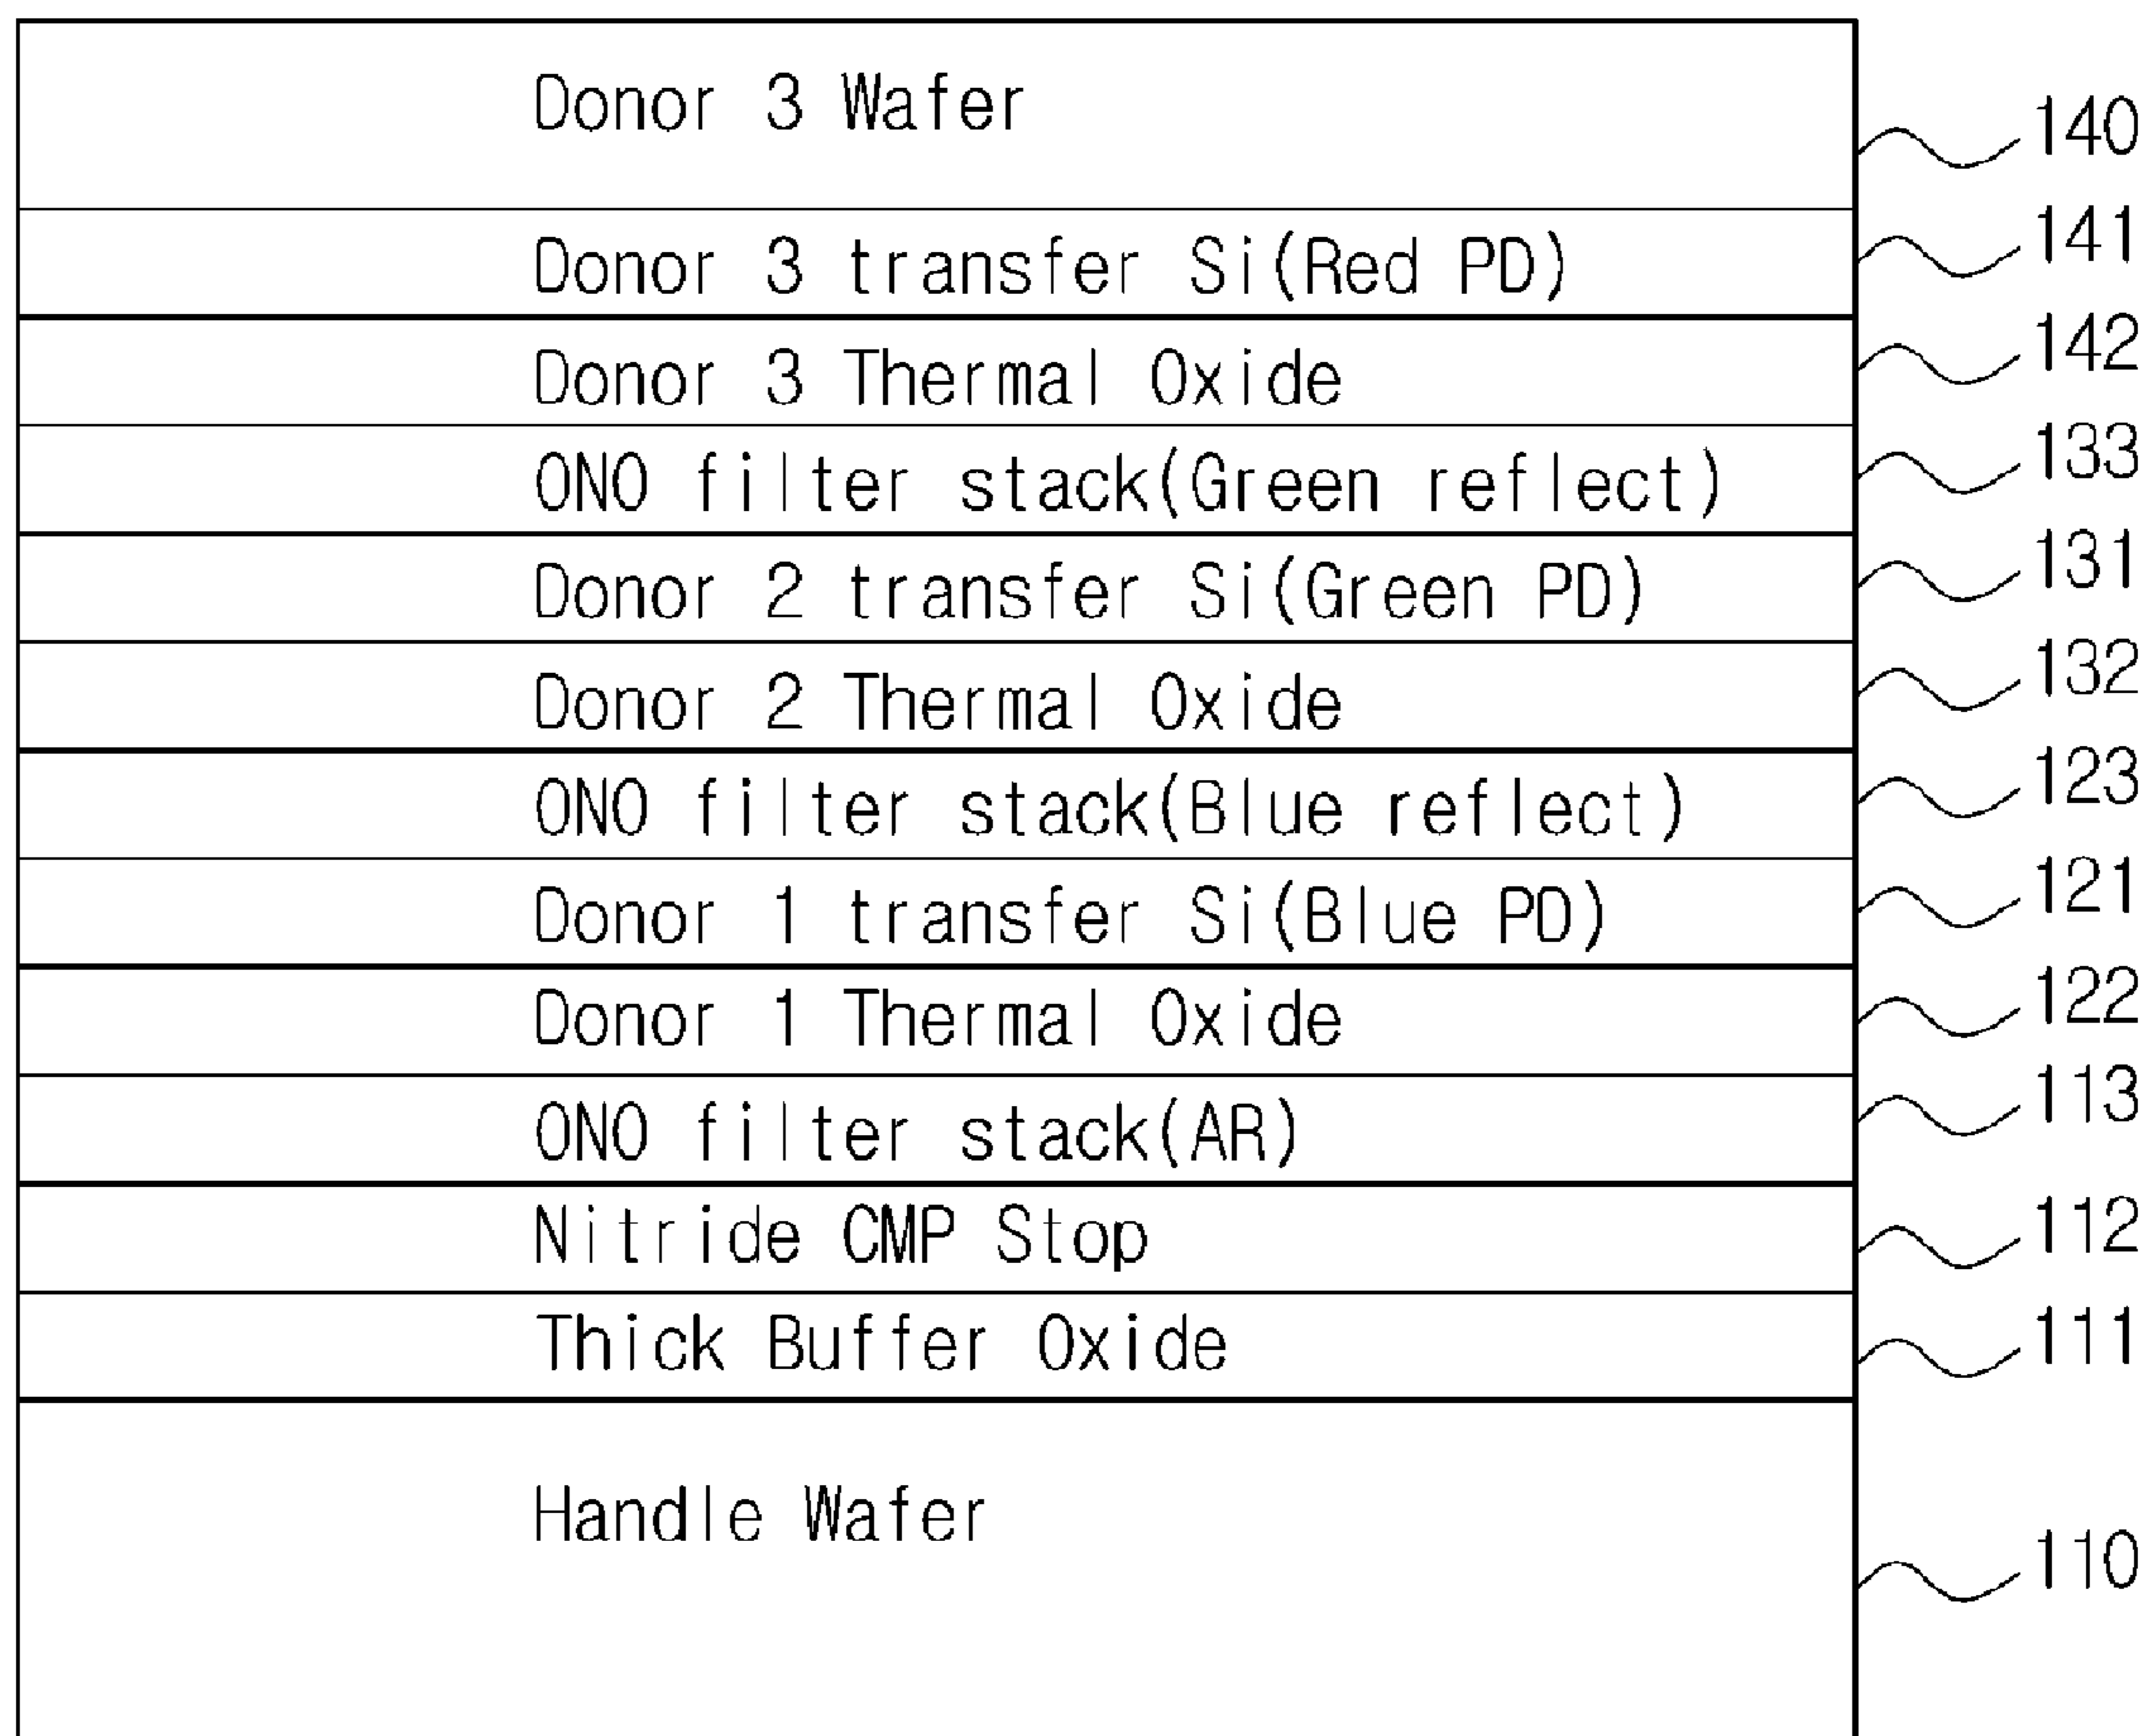 Donor 3 Wafer
140
Donor 3 transfer Si(Red PD)
141
Donor 3 Thermal Oxide
142
ONO filter stack(Green reflect)
133
Donor 2 transfer Si(Green PD)
131
Donor 2 Thermal Oxide
132
ONO filter stack(Blue reflect)
123
Donor 1 transfer Si(Blue PD)
121
Donor 1 Thermal Oxide
122
ONO filter stack(AR)
113
Nitride CMP Stop
112
Thick Buffer Oxide
111
Handle Wafer
110